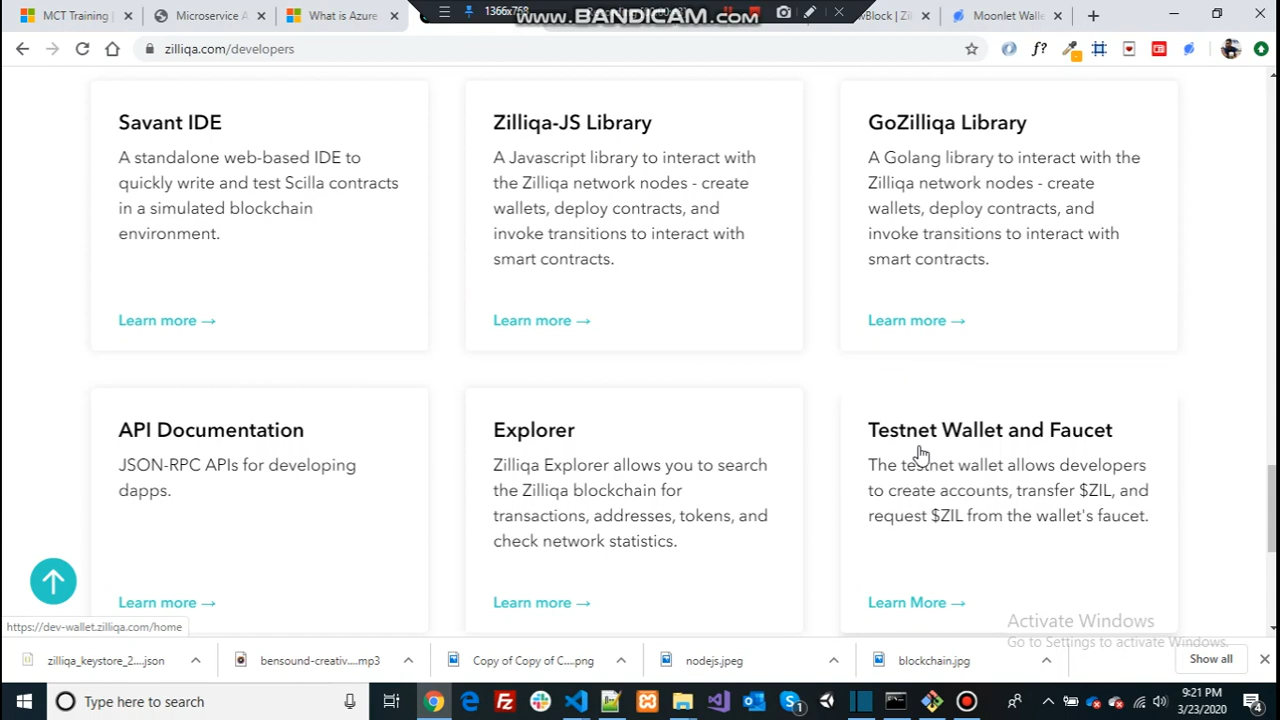 MCT Training
Microservice A
What is Azure
1366x768
www.BANDICAM.com
Block | Zil
Moonlet Walle
zilliqa.com/developers
f?
Savant IDE
A standalone web-based IDE to
quickly write and test Scilla contracts
in a simulated blockchain
environment.
Learn more →
Zilliqa-JS Library
A Javascript library to interact with
the Zilliqa network nodes - create
wallets, deploy contracts, and
invoke transitions to interact with
smart contracts.
Learn more →
GoZilliqa Library
A Golang library to interact with the
Zilliqa network nodes - create
wallets, deploy contracts, and
invoke transitions to interact with
smart contracts.
Learn more →
API Documentation
JSON-RPC APIs for developing
dapps.
Learn more →
Explorer
Zilliqa Explorer allows you to search
the Zilliqa blockchain for
transactions, addresses, tokens, and
check network statistics.
Learn more →
Testnet Wallet and Faucet
The testnet wallet allows developers
to create accounts, transfer $ZIL, and
request $ZIL from the wallet's faucet.
Learn More →
https://dev-wallet.zilliqa.com/home
Activate Windows
Go to Settings to activate Windows.
zilliqa_keystore_2....json
bensound-creativ....mp3
Copy of Copy of C....png
nodejs.jpeg
blockchain.jpg
Show all
Type here to search
9:21 PM
3/23/2020
4